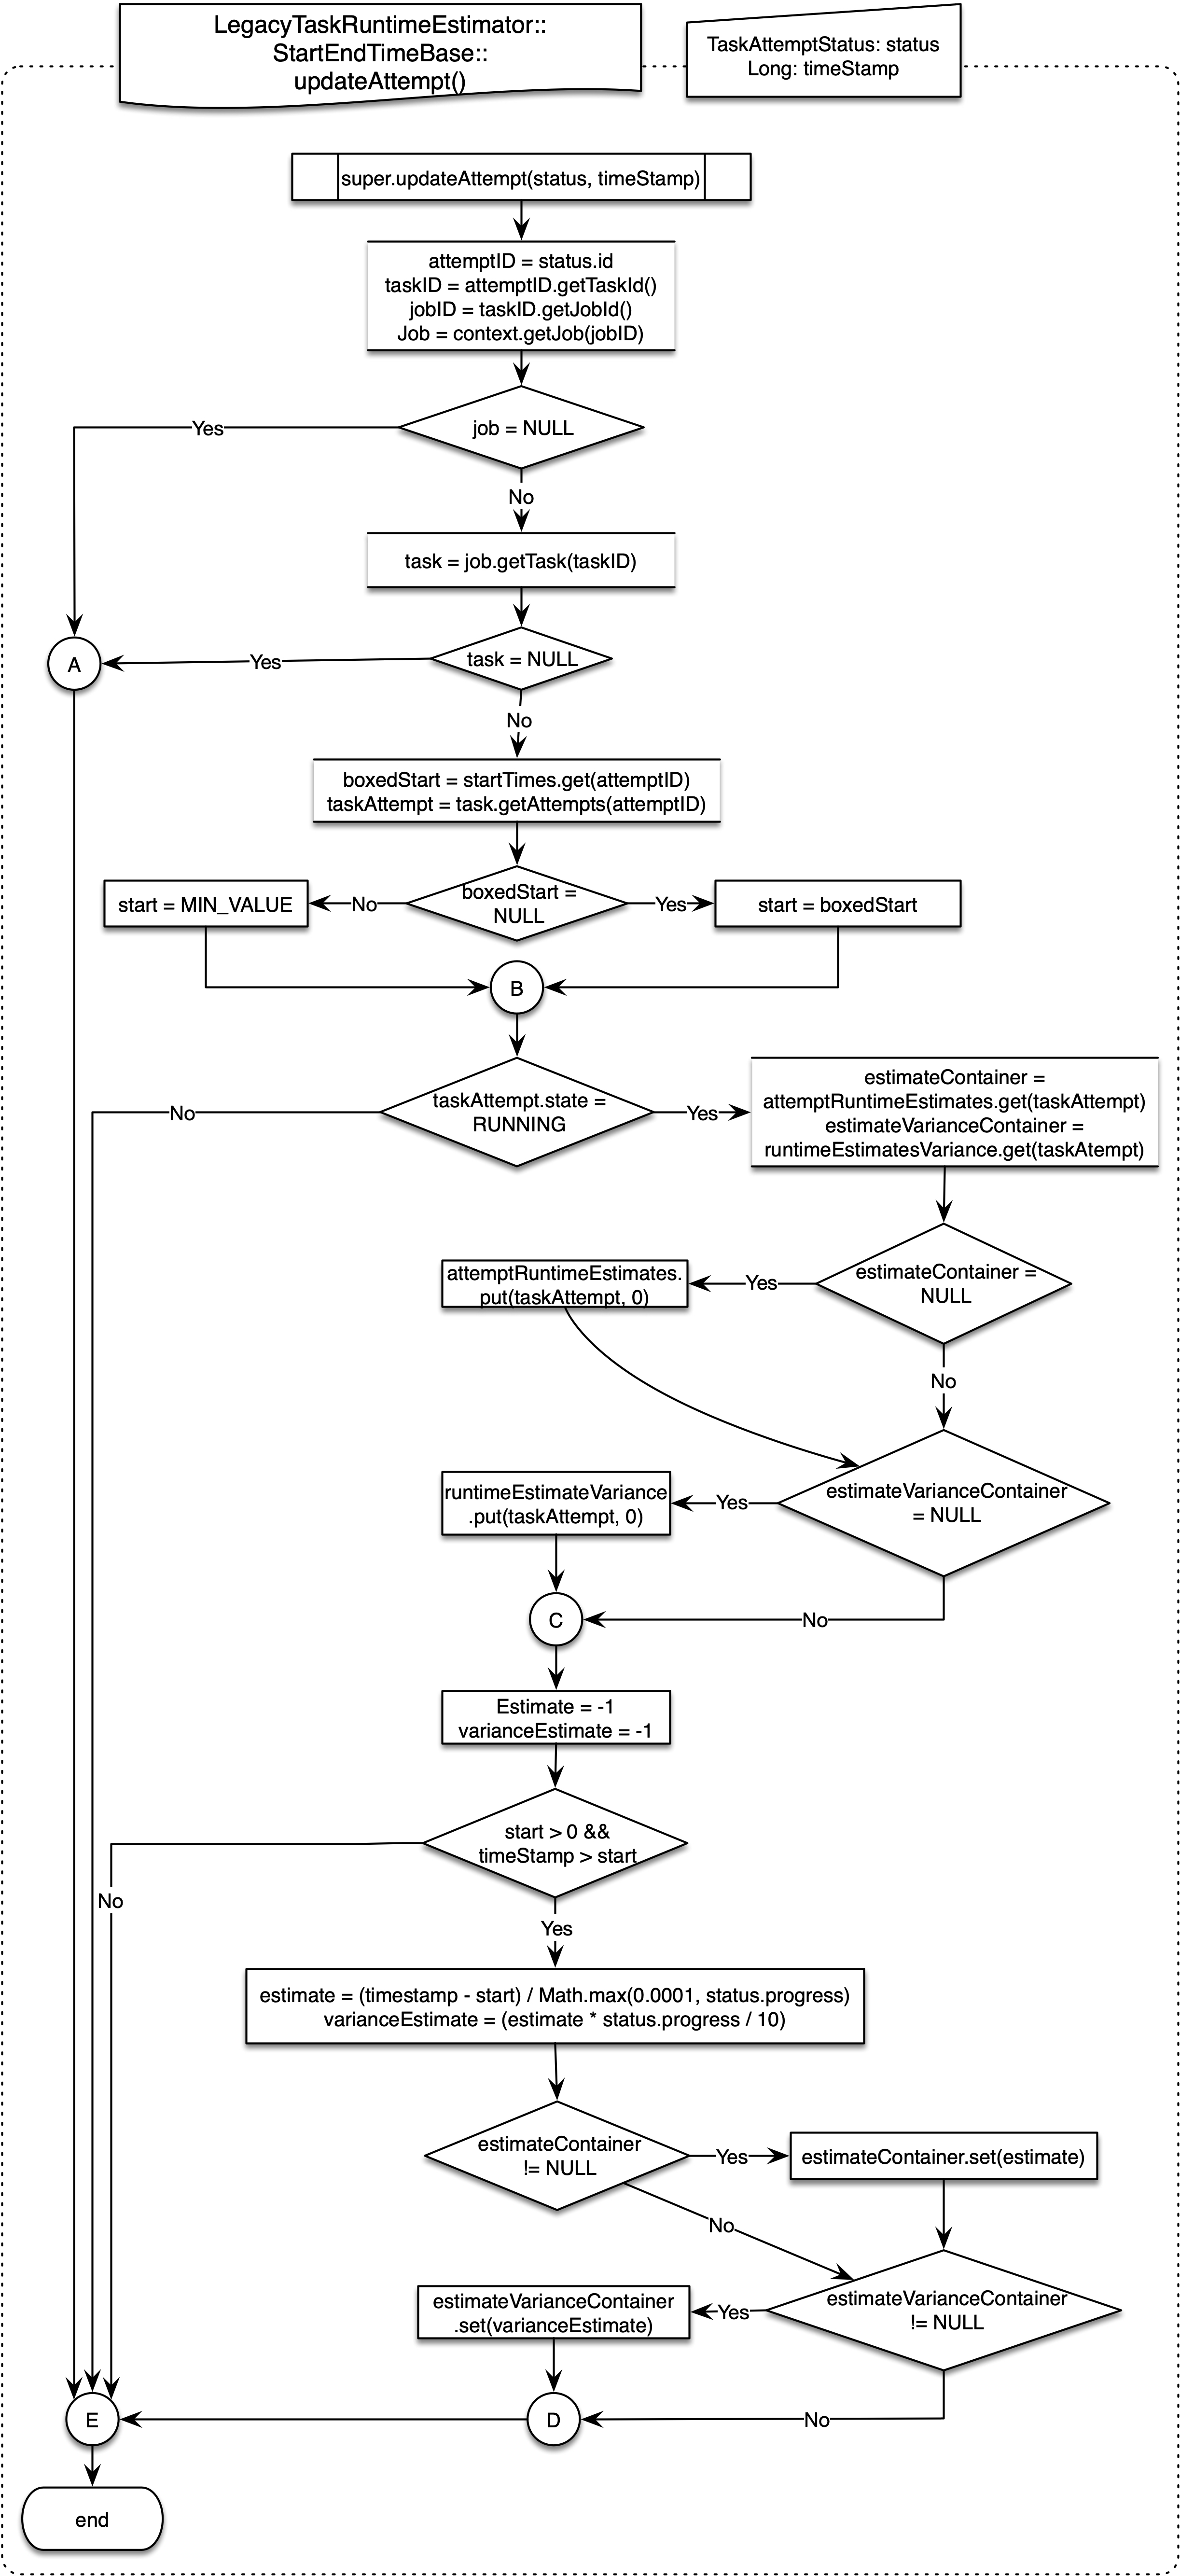 LegacyTaskRuntimeEstimator::
StartEndTimeBase::
updateAttempt()
TaskAttemptStatus: status
Long: timeStamp
super.updateAttempt(status, timeStamp)
attemptID = status.id
taskID = attemptID.getTaskId()
jobID = taskID.getJobId()
Job = context.getJob(jobID)
job = NULL
Yes
No
task = job.getTask(taskID)
task = NULL
Yes
A
No
boxedStart = startTimes.get(attemptID)
taskAttempt = task.getAttempts(attemptID)
boxedStart =
NULL
No
start = MIN_VALUE
Yes
start = boxedStart
B
taskAttempt.state =
RUNNING
No
Yes
estimateContainer =
attemptRuntimeEstimates.get(taskAttempt)
estimateVarianceContainer =
runtimeEstimatesVariance.get(taskAtempt)
estimateContainer =
NULL
Yes
attemptRuntimeEstimates.
put(taskAttempt, 0)
No
estimateVarianceContainer
= NULL
Yes
runtimeEstimateVariance
.put(taskAttempt, 0)
No
C
Estimate = -1
varianceEstimate = -1
start > 0 &&
timeStamp > start
No
Yes
estimate = (timestamp - start) / Math.max(0.0001, status.progress)
varianceEstimate = (estimate * status.progress / 10)
estimateContainer
!= NULL
Yes
estimateContainer.set(estimate)
No
estimateVarianceContainer
!= NULL
Yes
estimateVarianceContainer
.set(varianceEstimate)
No
D
E
end